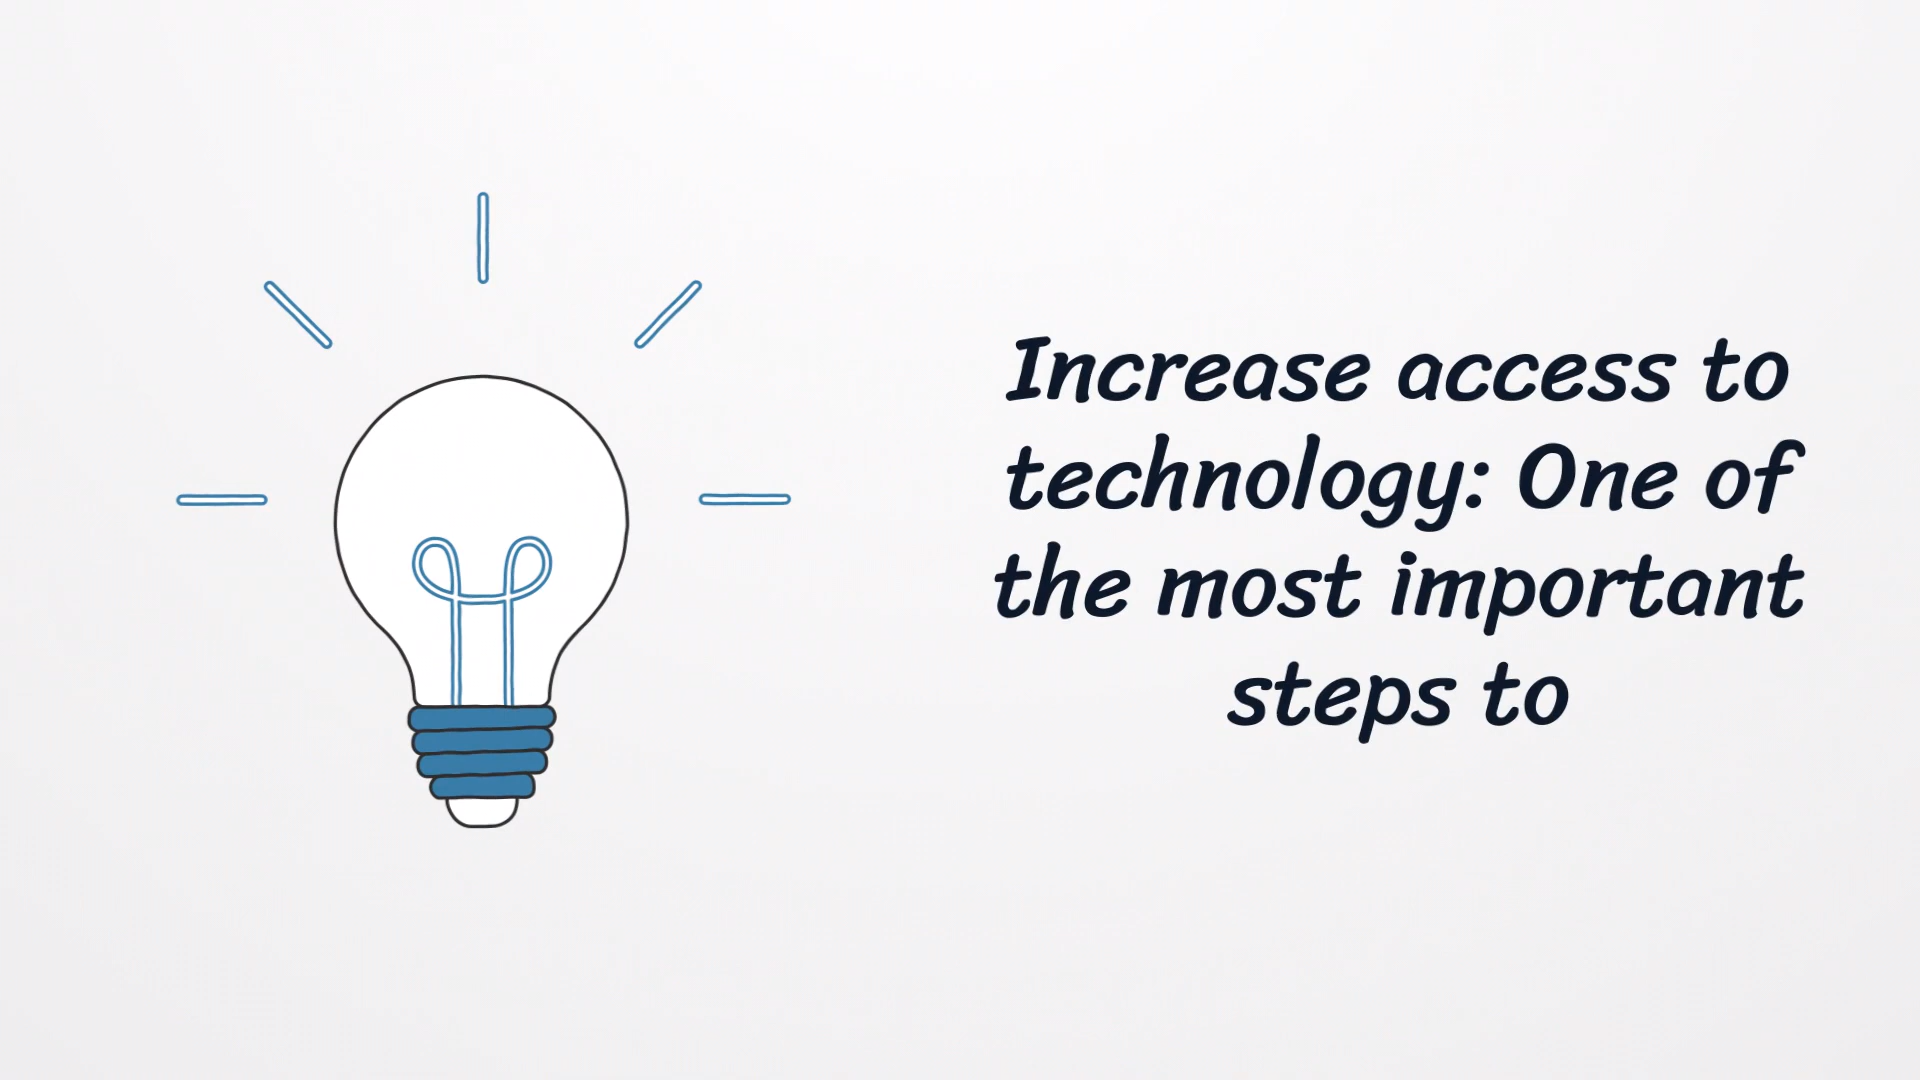 Increase access to
technology: One of
the most important
steps to